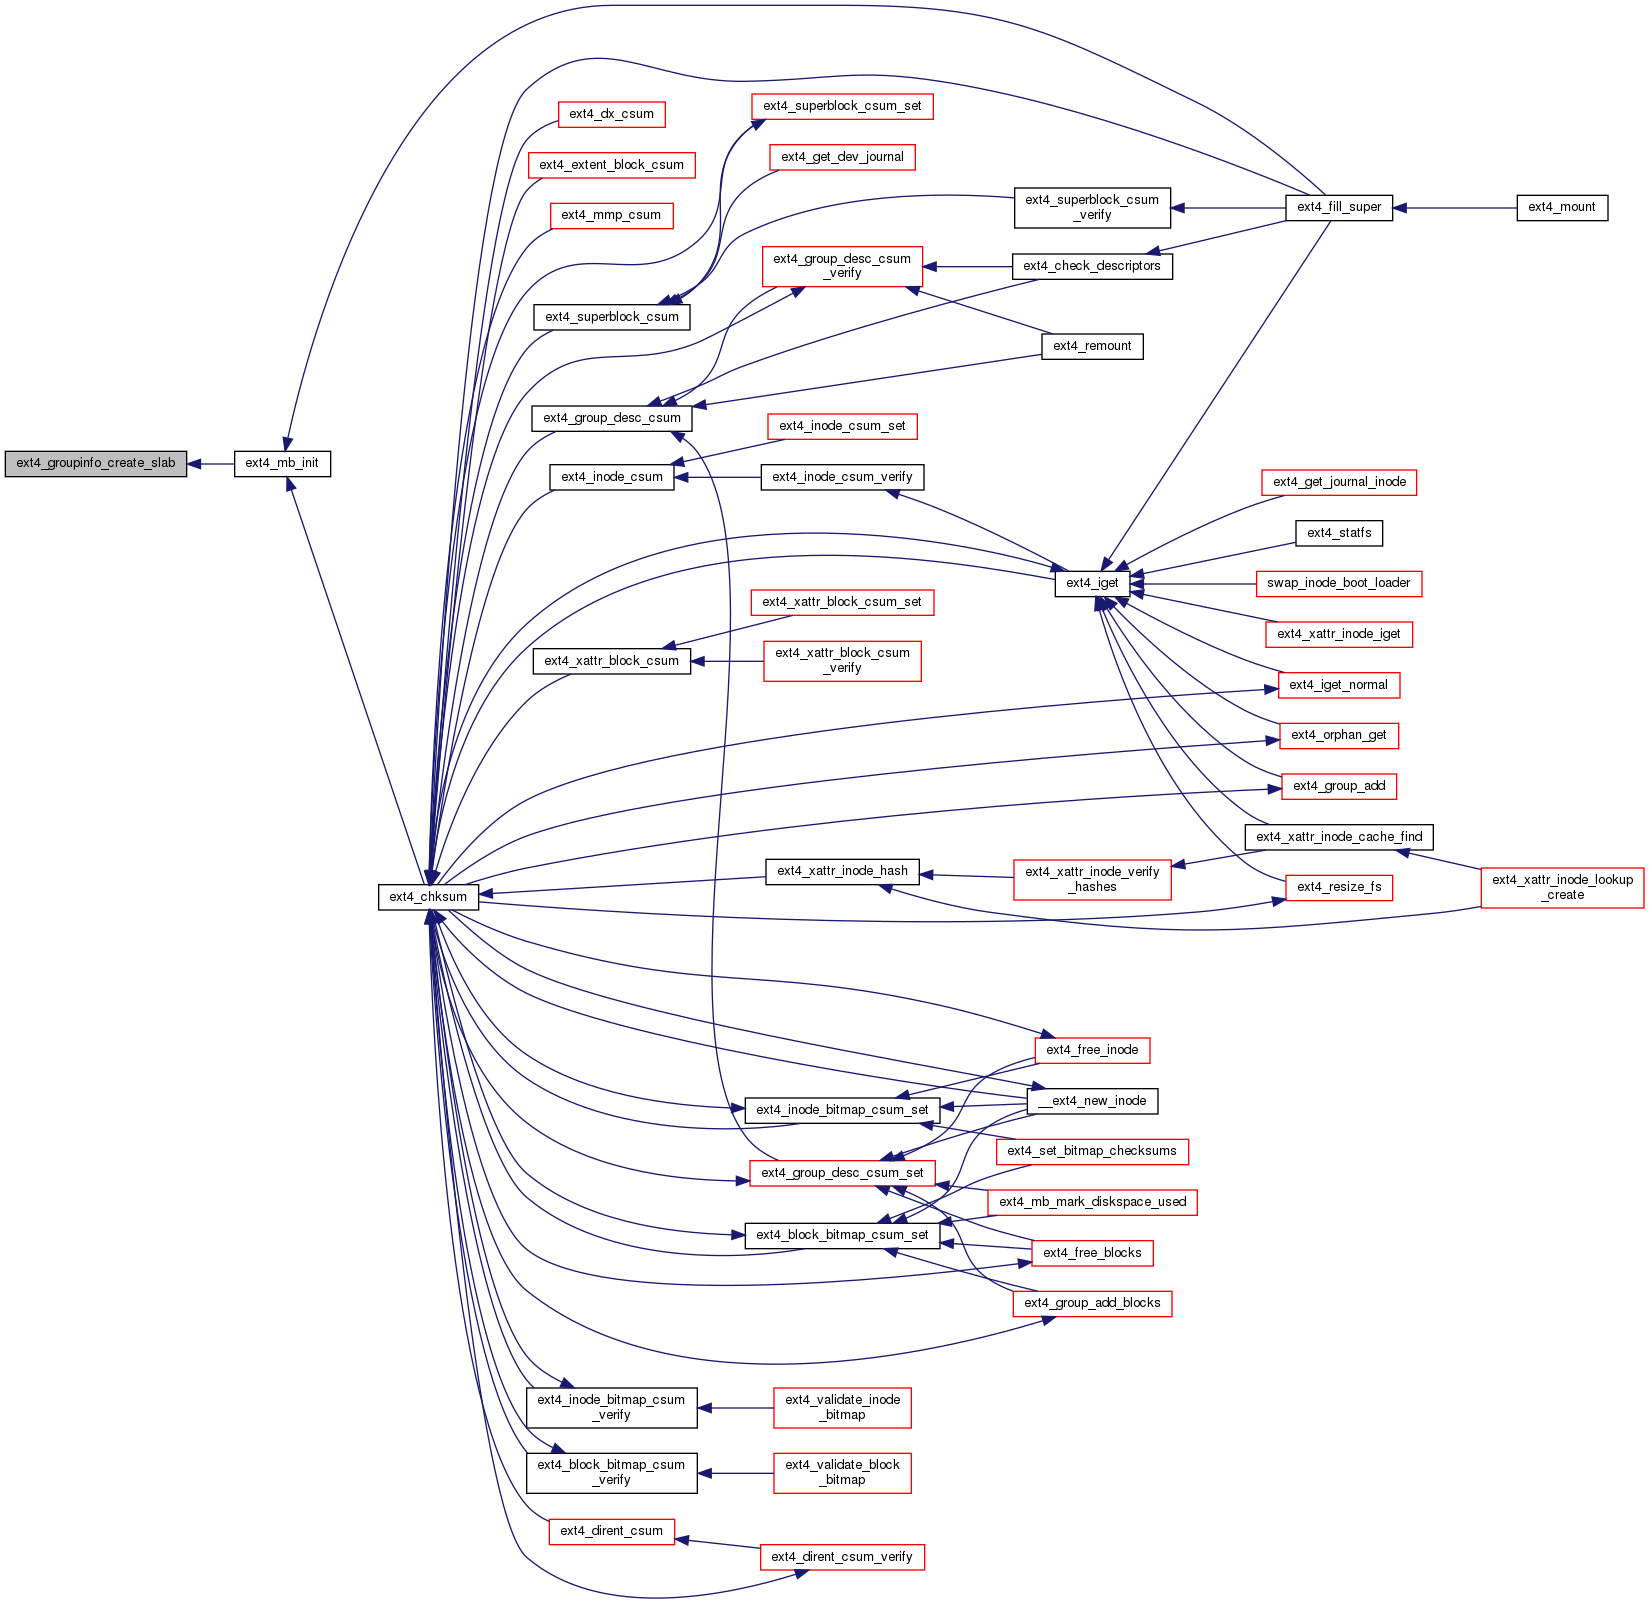 ext4_superblock_csum_set
ext4_dx_csum
ext4_get_dev_journal
ext4_extent_block_csum
ext4_superblock_csum
_verify
ext4_fill_super
ext4_mount
ext4_mmp_csum
ext4_group_desc_csum
_verify
ext4_check_descriptors
ext4_superblock_csum
ext4_remount
ext4_group_desc_csum
ext4_inode_csum_set
ext4_groupinfo_create_slab
ext4_mb_init
ext4_inode_csum
ext4_inode_csum_verify
ext4_get_journal_inode
ext4_statfs
ext4_iget
swap_inode_boot_loader
ext4_xattr_block_csum_set
ext4_xattr_inode_iget
ext4_xattr_block_csum
ext4_xattr_block_csum
_verify
ext4_iget_normal
ext4_orphan_get
ext4_group_add
ext4_xattr_inode_cache_find
ext4_xattr_inode_hash
ext4_xattr_inode_verify
_hashes
ext4_resize_fs
ext4_xattr_inode_lookup
_create
ext4_chksum
ext4_free_inode
ext4_inode_bitmap_csum_set
__ext4_new_inode
ext4_set_bitmap_checksums
ext4_group_desc_csum_set
ext4_mb_mark_diskspace_used
ext4_block_bitmap_csum_set
ext4_free_blocks
ext4_group_add_blocks
ext4_inode_bitmap_csum
_verify
ext4_validate_inode
_bitmap
ext4_block_bitmap_csum
_verify
ext4_validate_block
_bitmap
ext4_dirent_csum
ext4_dirent_csum_verify